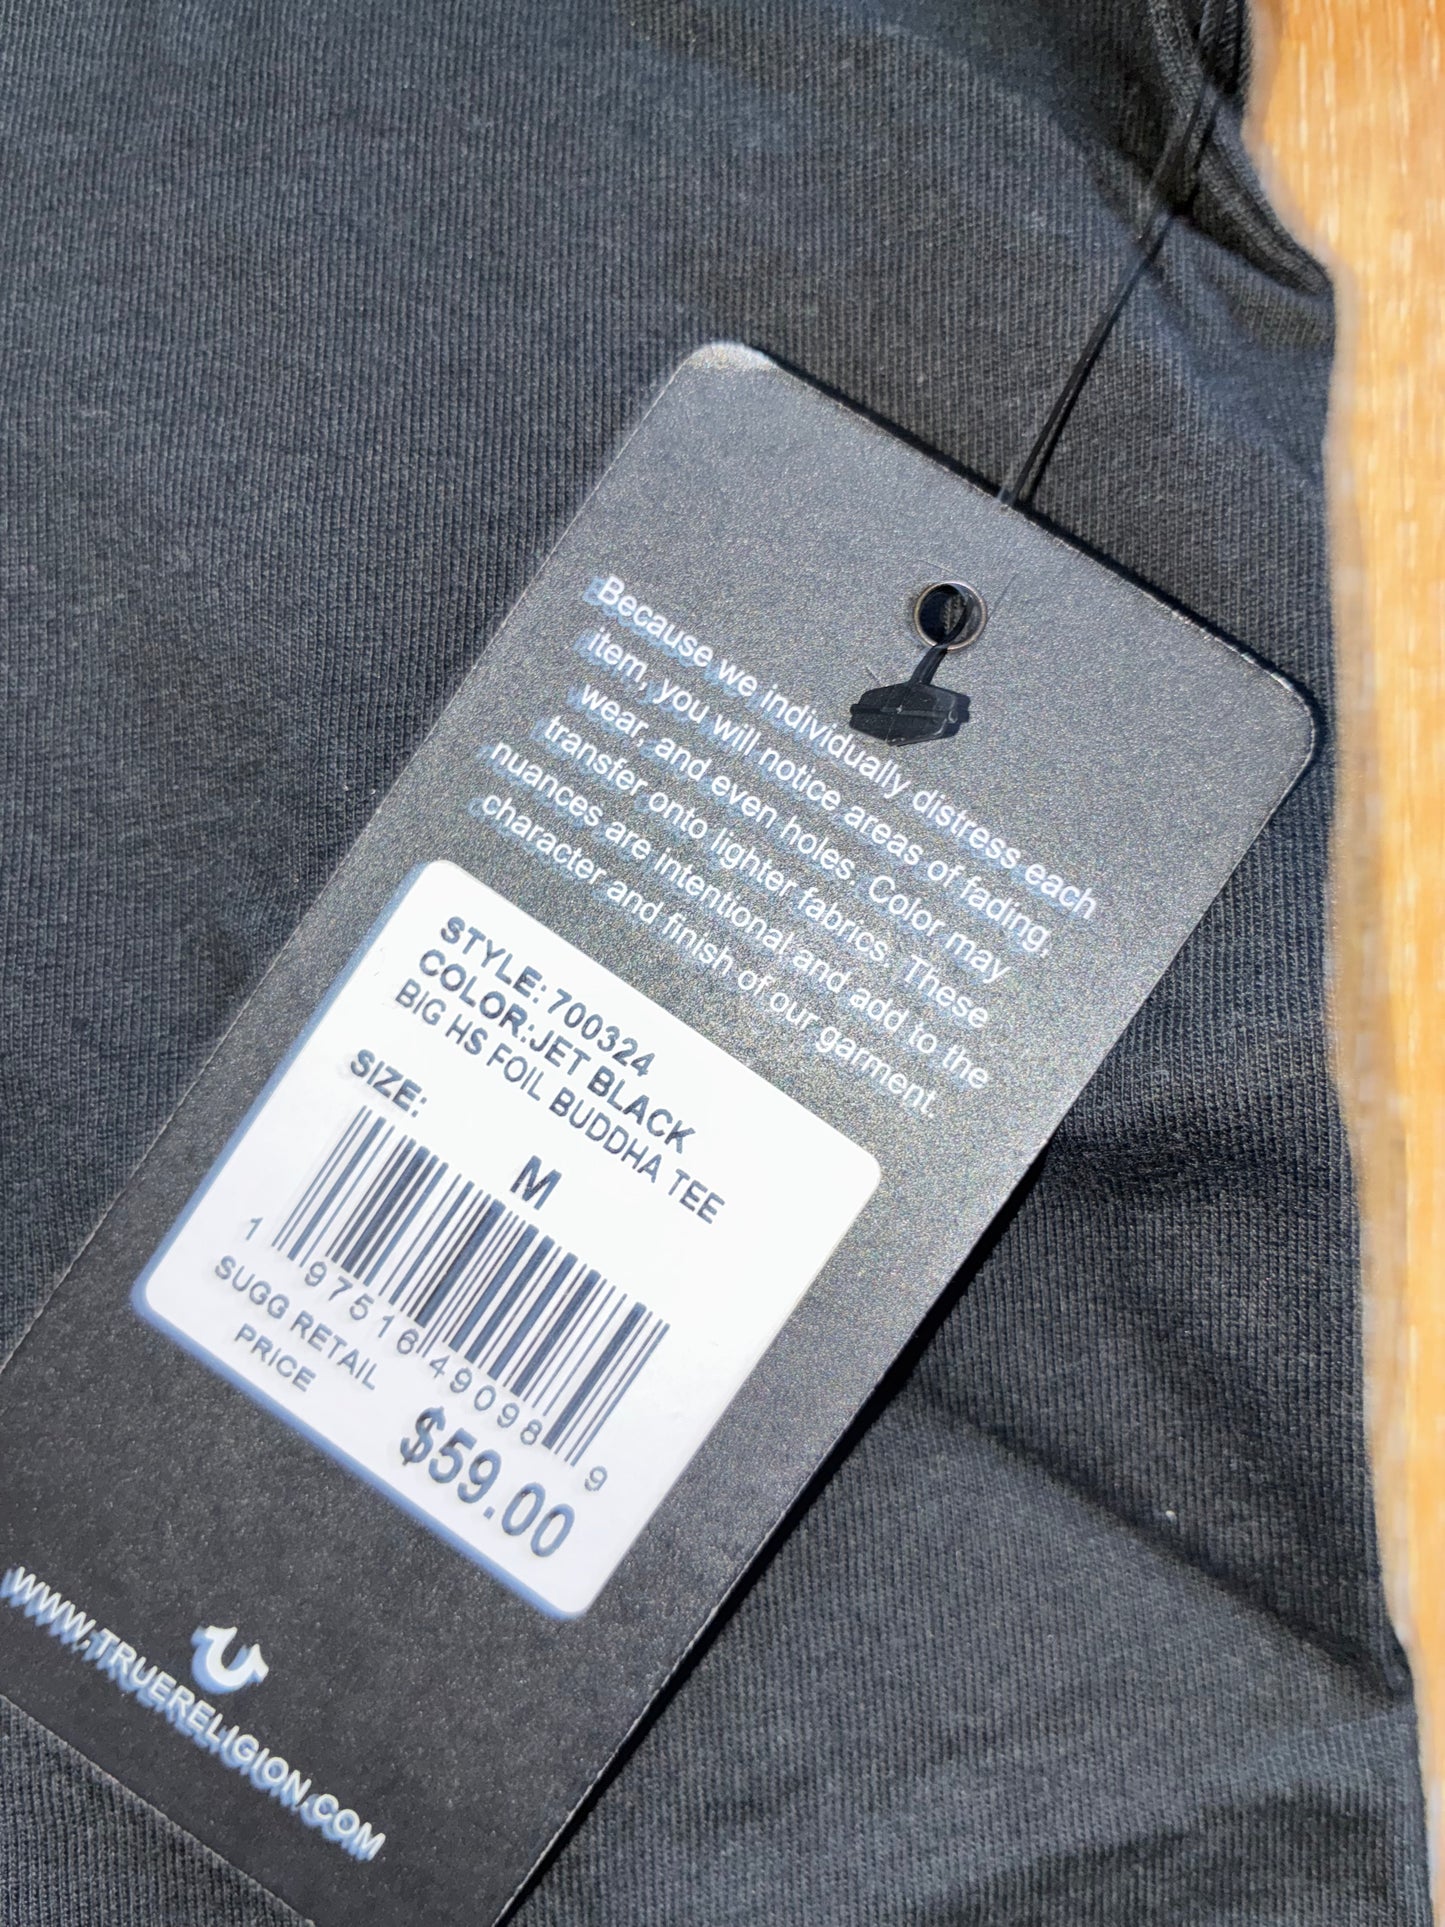 Because we individually distress each
item, you will notice areas of fading,
wear, and even holes. Color may
transfer onto lighter fabrics. These
nuances are intentional and add to the
character and finish of our garment.
STYLE: 700324
COLOR:JET BLACK
BIG HS FOIL BUDDHA TEE
SIZE:
M
1 97516 49098 9
SUGG RETAIL
PRICE
$59.00
WWW.TRUERELIGION.COM